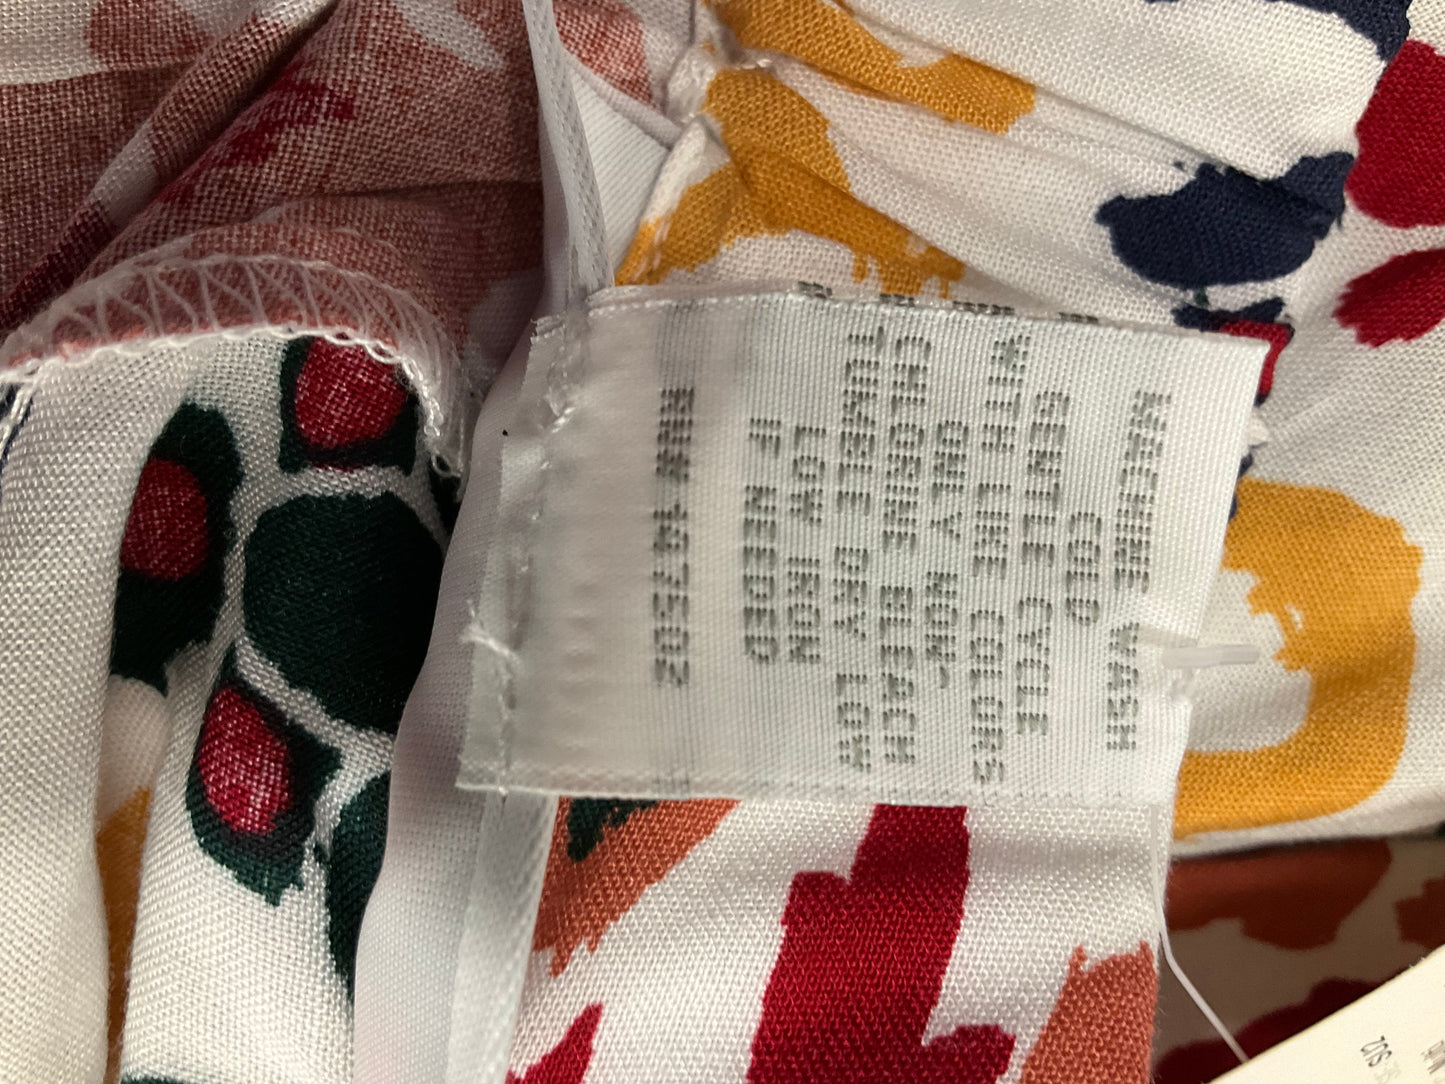 MACHINE WASH
COLD
GENTLE CYCLE
WITH LIKE COLORS
ONLY NON-
CHLORINE BLEACH
TUMBLE DRY LOW
LOW IRON
IF NEEDED